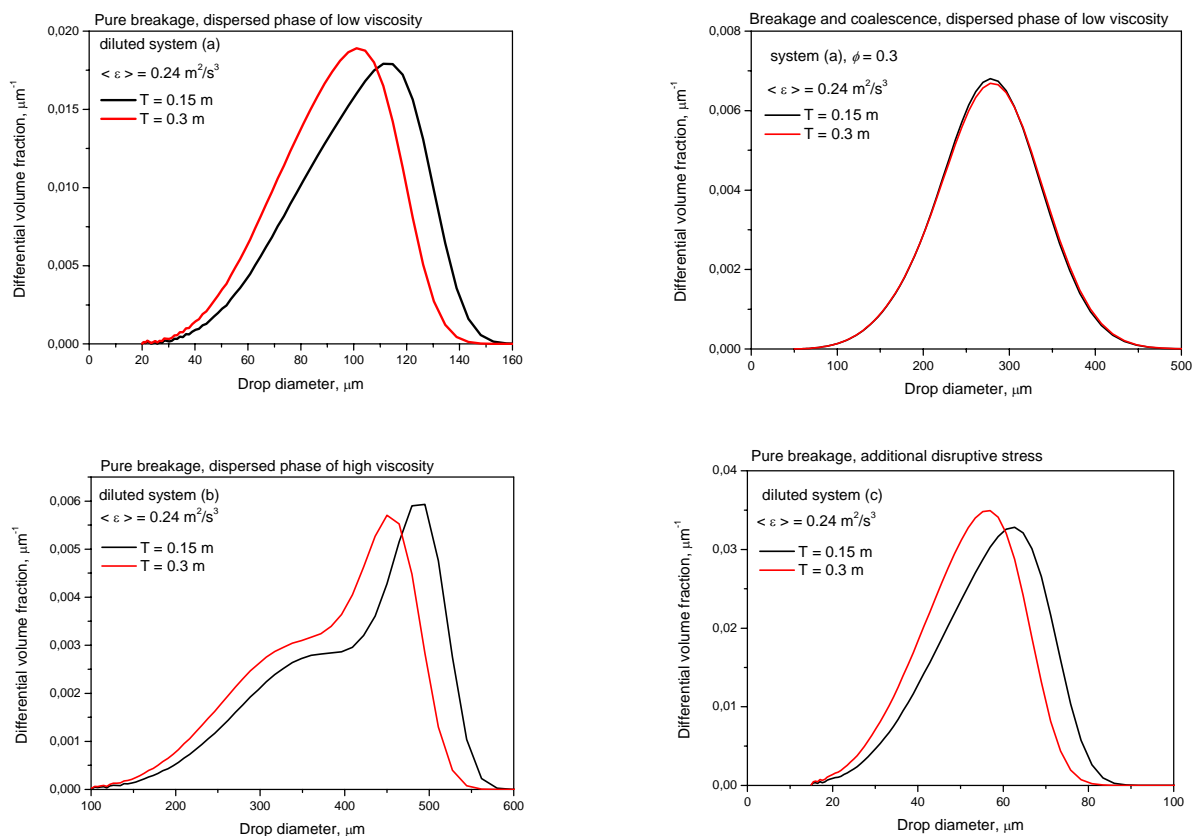 Pure breakage, dispersed phase of low viscosity
diluted system (a)
< ε > = 0.24 m²/s³
T = 0.15 m
T = 0.3 m
Differential volume fraction, μm⁻¹
0,020
0,015
0,010
0,005
0,000
0 20 40 60 80 100 120 140 160
Drop diameter, μm
Breakage and coalescence, dispersed phase of low viscosity
system (a), ϕ = 0.3
< ε > = 0.24 m²/s³
T = 0.15 m
T = 0.3 m
Differential volume fraction, μm⁻¹
0,008
0,006
0,004
0,002
0,000
0 100 200 300 400 500
Drop diameter, μm
Pure breakage, dispersed phase of high viscosity
diluted system (b)
< ε > = 0.24 m²/s³
T = 0.15 m
T = 0.3 m
Differential volume fraction, μm⁻¹
0,006
0,005
0,004
0,003
0,002
0,001
0,000
100 200 300 400 500 600
Drop diameter, μm
Pure breakage, additional disruptive stress
diluted system (c)
< ε > = 0.24 m²/s³
T = 0.15 m
T = 0.3 m
Differential volume fraction, μm⁻¹
0,04
0,03
0,02
0,01
0,00
0 20 40 60 80 100
Drop diameter, μm